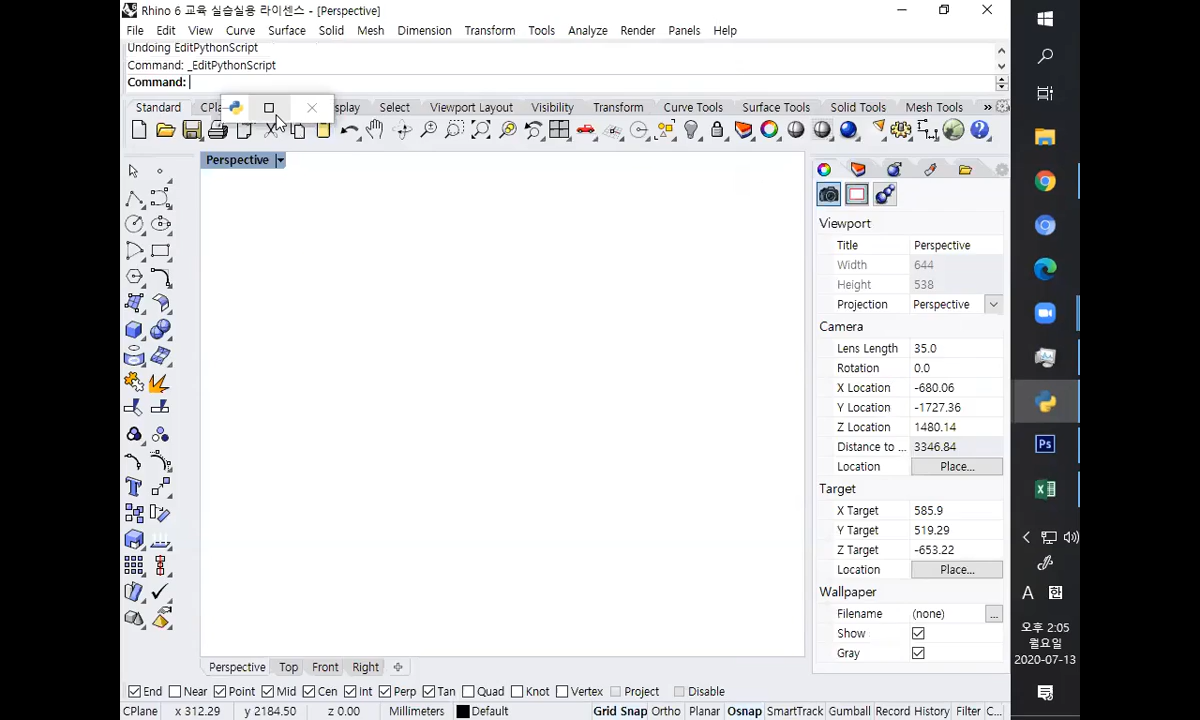 Rhino 6 교육 실습실용 라이센스 - [Perspective]
File Edit View Curve Surface Solid Mesh Dimension Transform Tools Analyze Render Panels Help
Undoing EditPythonScript
Command: _EditPythonScript
Command:
Standard CPla splay Select Viewport Layout Visibility Transform Curve Tools Surface Tools Solid Tools Mesh Tools »
Perspective
Viewport
Title Perspective
Width 644
Height 538
Projection Perspective
Camera
Lens Length 35.0
Rotation 0.0
X Location -680.06
Y Location -1727.36
Z Location 1480.14
Distance to ... 3346.84
Location Place...
Target
X Target 585.9
Y Target 519.29
Z Target -653.22
Location Place...
Wallpaper
Filename (none) ...
Show
Gray
Perspective Top Front Right
End Near Point Mid Cen Int Perp Tan Quad Knot Vertex Project Disable
CPlane x 312.29 y 2184.50 z 0.00 Millimeters Default Grid Snap Ortho Planar Osnap SmartTrack Gumball Record History Filter C...
Ps
A 한
오후 2:05
월요일
2020-07-13